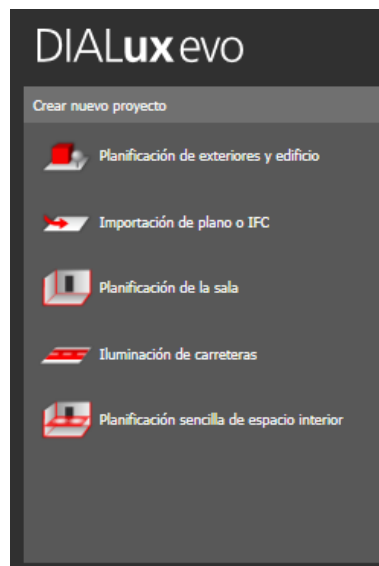 DIALux evo
Crear nuevo proyecto
Planificación de exteriores y edificio
Importación de plano o IFC
Planificación de la sala
Iluminación de carreteras
Planificación sencilla de espacio interior